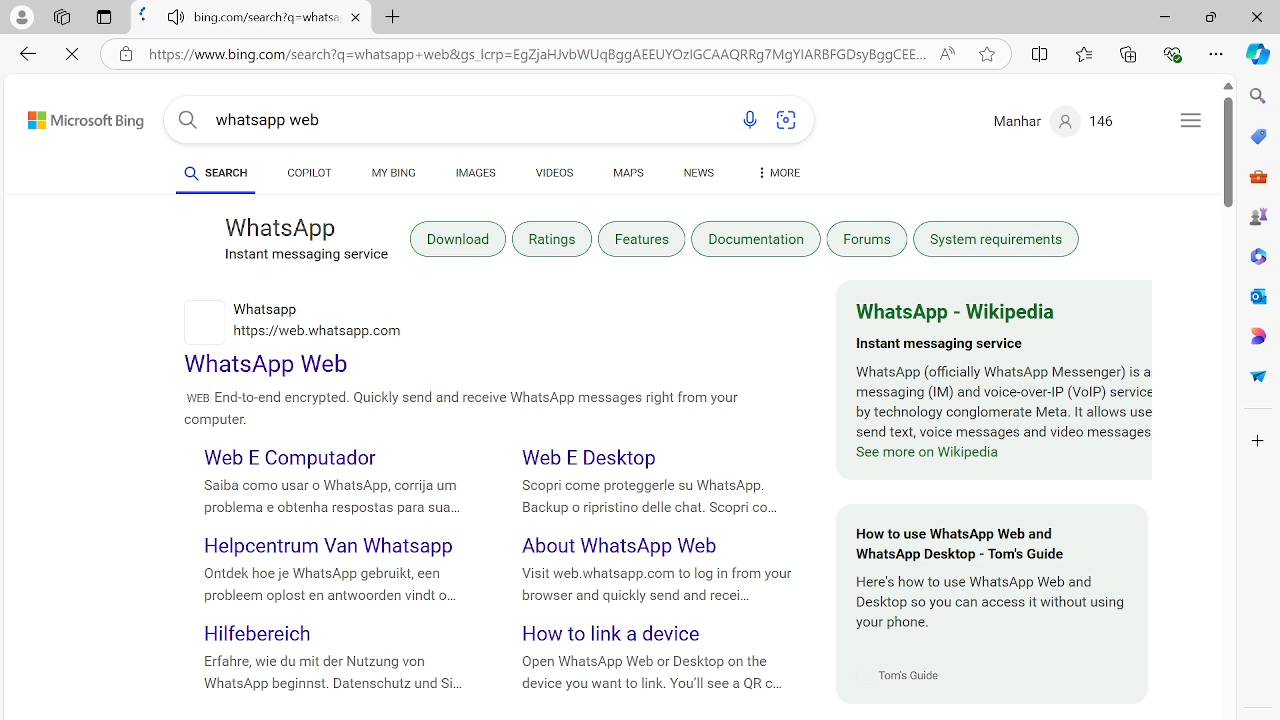 bing.com/search?q=whatsa
https://www.bing.com/search?q=whatsapp+web&gs_lcrp=EgZjaHJvbWUqBggAEEUYOzIGCAAQRRg7MgYIARBFGDsyBggCEE...
Microsoft Bing
whatsapp web
Manhar
146
SEARCH
COPILOT
MY BING
IMAGES
VIDEOS
MAPS
NEWS
MORE
WhatsApp
Instant messaging service
Download
Ratings
Features
Documentation
Forums
System requirements
Whatsapp
https://web.whatsapp.com
WhatsApp Web
WEB End-to-end encrypted. Quickly send and receive WhatsApp messages right from your
computer.
Web E Computador
Saiba como usar o WhatsApp, corrija um
problema e obtenha respostas para sua...
Web E Desktop
Scopri come proteggerle su WhatsApp.
Backup o ripristino delle chat. Scopri co...
Helpcentrum Van Whatsapp
Ontdek hoe je WhatsApp gebruikt, een
probleem oplost en antwoorden vindt o...
About WhatsApp Web
Visit web.whatsapp.com to log in from your
browser and quickly send and recei...
Hilfebereich
Erfahre, wie du mit der Nutzung von
WhatsApp beginnst. Datenschutz und Si...
How to link a device
Open WhatsApp Web or Desktop on the
device you want to link. You'll see a QR c...
WhatsApp - Wikipedia
Instant messaging service
WhatsApp (officially WhatsApp Messenger) is a
messaging (IM) and voice-over-IP (VoIP) service
by technology conglomerate Meta. It allows use
send text, voice messages and video messages
See more on Wikipedia
How to use WhatsApp Web and
WhatsApp Desktop - Tom's Guide
Here's how to use WhatsApp Web and
Desktop so you can access it without using
your phone.
Tom's Guide